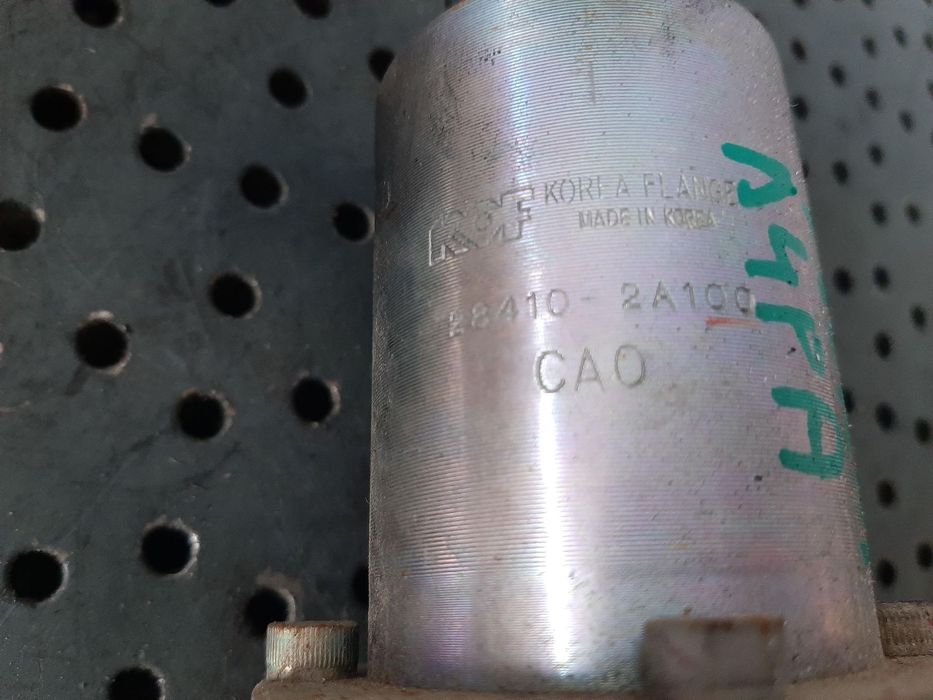 KOREA FLANGE
MADE IN KOREA
28410-2A100
CAO